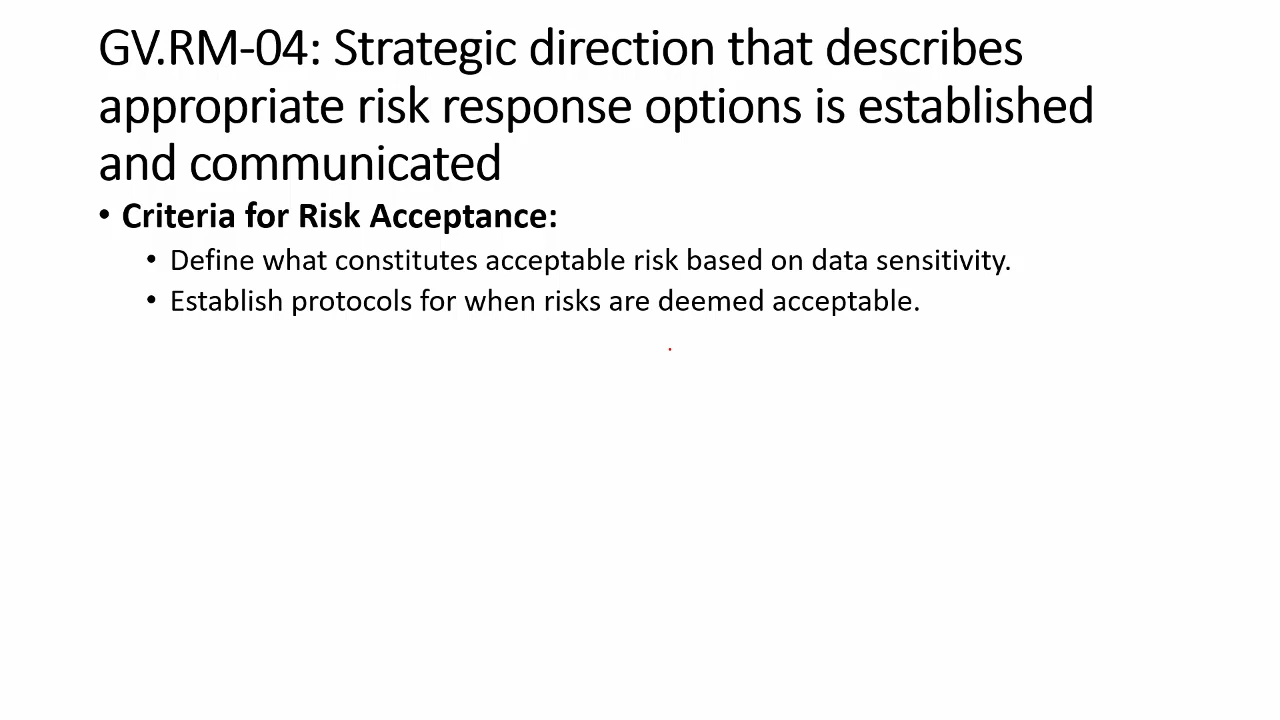 GV.RM-04: Strategic direction that describes
appropriate risk response options is established
and communicated
• Criteria for Risk Acceptance:
• Define what constitutes acceptable risk based on data sensitivity.
• Establish protocols for when risks are deemed acceptable.